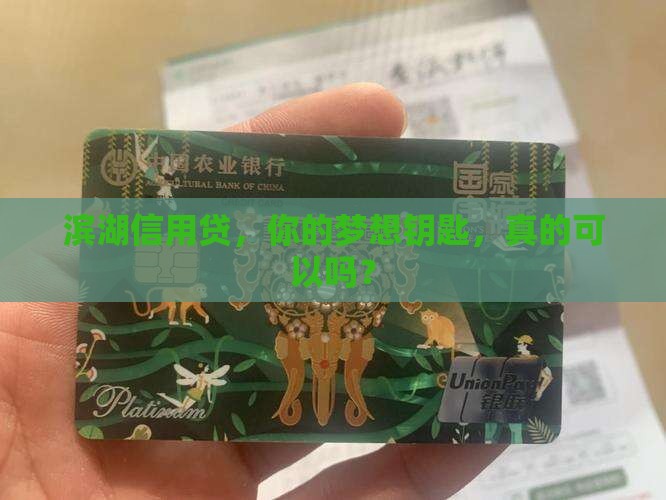 中国农业银行
AGRICULTURAL BANK OF CHINA
国家
滨湖信用贷，你的梦想钥匙，真的可
以吗？
UnionPay
银联
Platinum